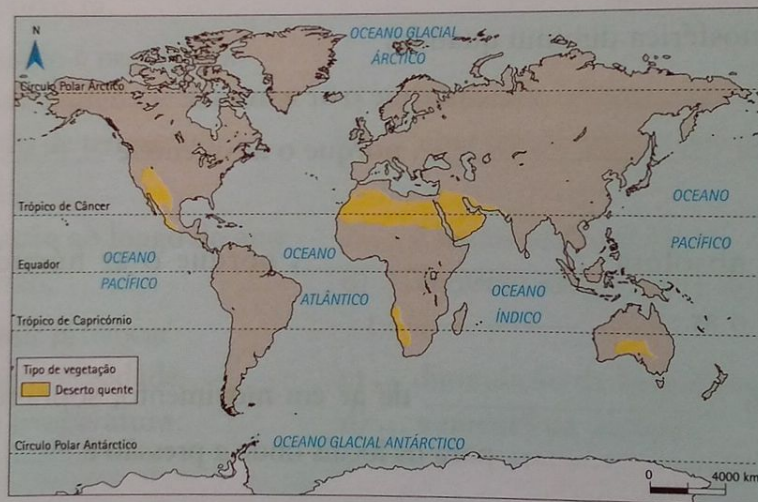 N
OCEANO GLACIAL
ÁRCTICO
Círculo Polar Árctico
Trópico de Câncer
OCEANO
PACÍFICO
Equador
OCEANO
PACÍFICO
OCEANO
ATLÂNTICO
OCEANO
ÍNDICO
Trópico de Capricórnio
Tipo de vegetação
Deserto quente
Círculo Polar Antárctico
OCEANO GLACIAL ANTÁRCTICO
0 4000 km